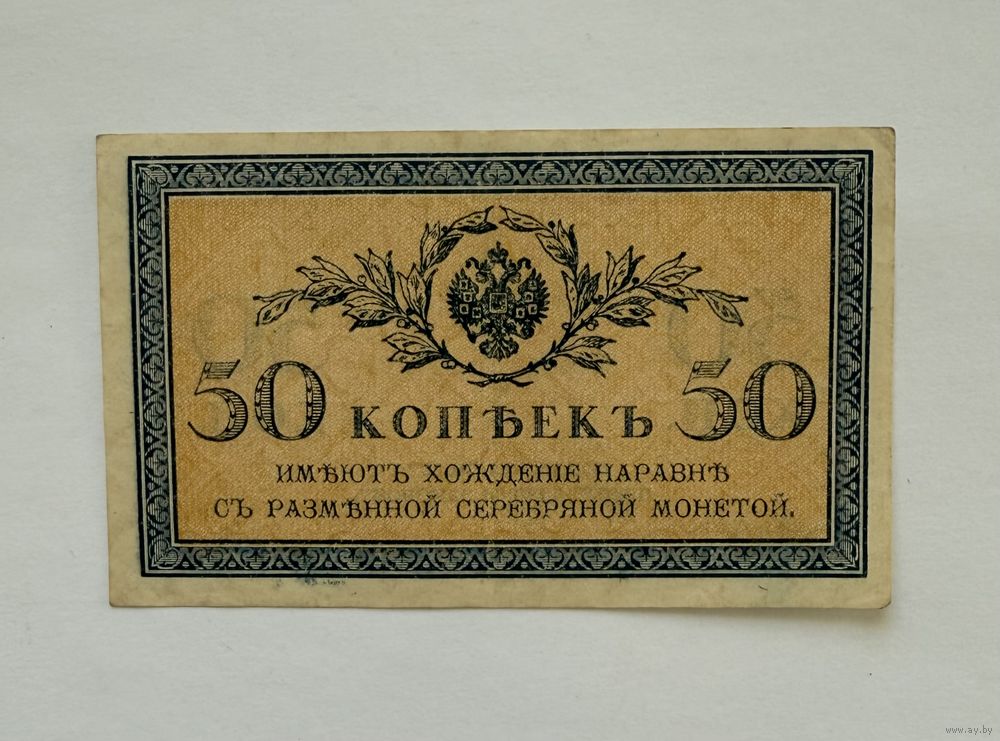 50 КОПѢЕКЪ 50
ИМѢЮТЪ ХОЖДЕНІЕ НАРАВНѢ
СЪ РАЗМѢННОЙ СЕРЕБРЯНОЙ МОНЕТОЙ.
www.ay.by